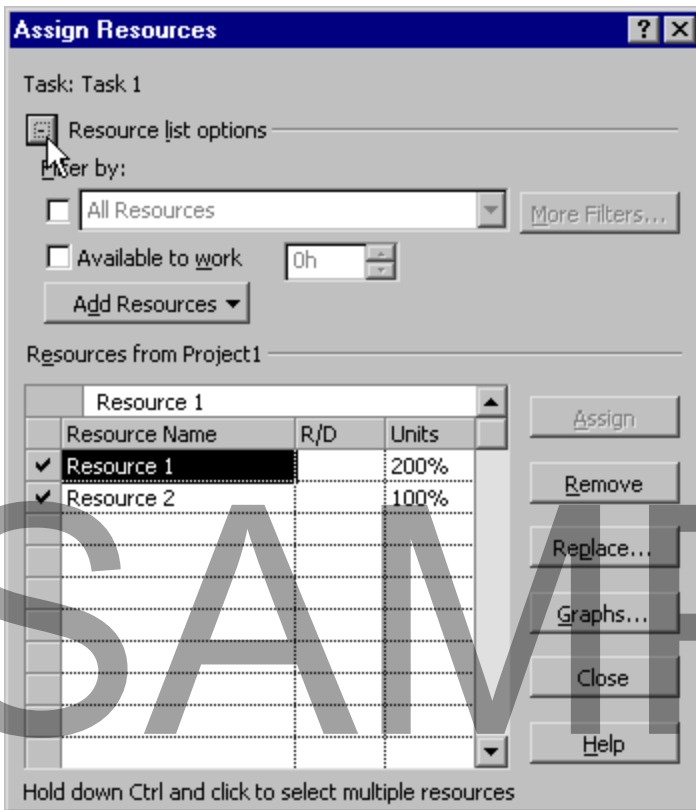 Assign Resources
Task: Task 1
Resource list options
Filter by:
All Resources
More Filters...
Available to work
0h
Add Resources
Resources from Project1
Resource 1
Assign
Resource Name R/D Units
Resource 1 200%
Remove
Resource 2 100%
Replace...
Graphs...
Close
Help
Hold down Ctrl and click to select multiple resources